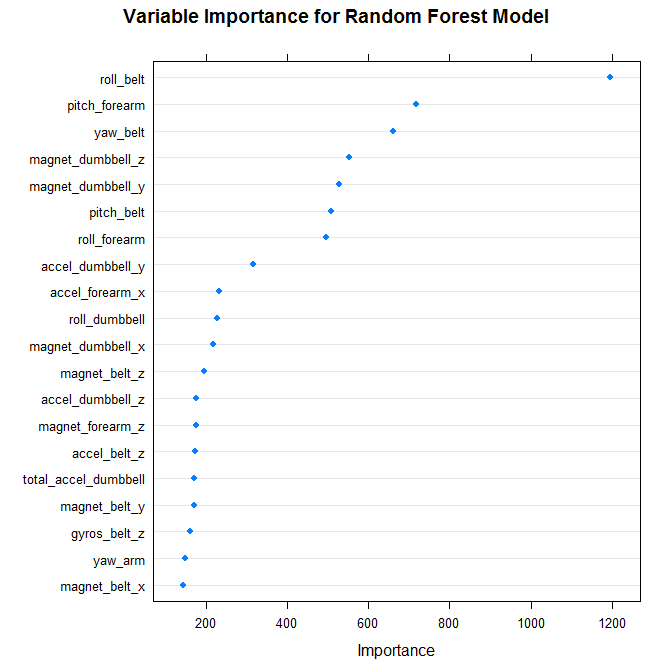 Variable Importance for Random Forest Model
roll_belt
pitch_forearm
yaw_belt
magnet_dumbbell_z
magnet_dumbbell_y
pitch_belt
roll_forearm
accel_dumbbell_y
accel_forearm_x
roll_dumbbell
magnet_dumbbell_x
magnet_belt_z
accel_dumbbell_z
magnet_forearm_z
accel_belt_z
total_accel_dumbbell
magnet_belt_y
gyros_belt_z
yaw_arm
magnet_belt_x
200 400 600 800 1000 1200
Importance